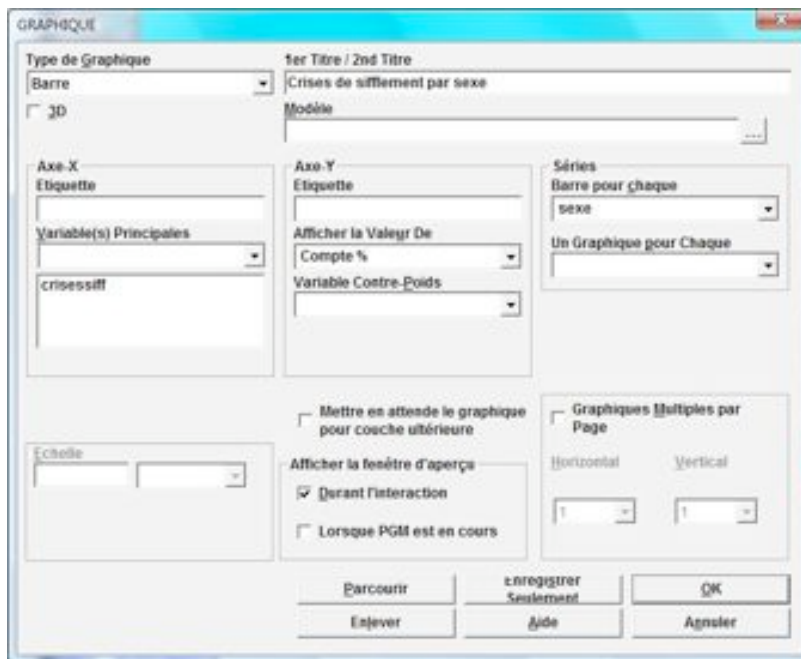 GRAPHIQUE
Type de Graphique
Barre
3D
1er Titre / 2nd Titre
Crises de sifflement par sexe
Modèle
...
Axe-X
Etiquette
Variable(s) Principales
crisessiff
Axe-Y
Etiquette
Afficher la Valeur De
Compte %
Variable Contre-Poids
Séries
Barre pour chaque
sexe
Un Graphique pour Chaque
Mettre en attende le graphique
pour couche ultérieure
Graphiques Multiples par
Page
Horizontal
Vertical
1
1
Echelle
Afficher la fenêtre d'aperçu
Durant l'interaction
Lorsque PGM est en cours
Parcourir
Enregistrer
Seulement
OK
Enlever
Aide
Annuler